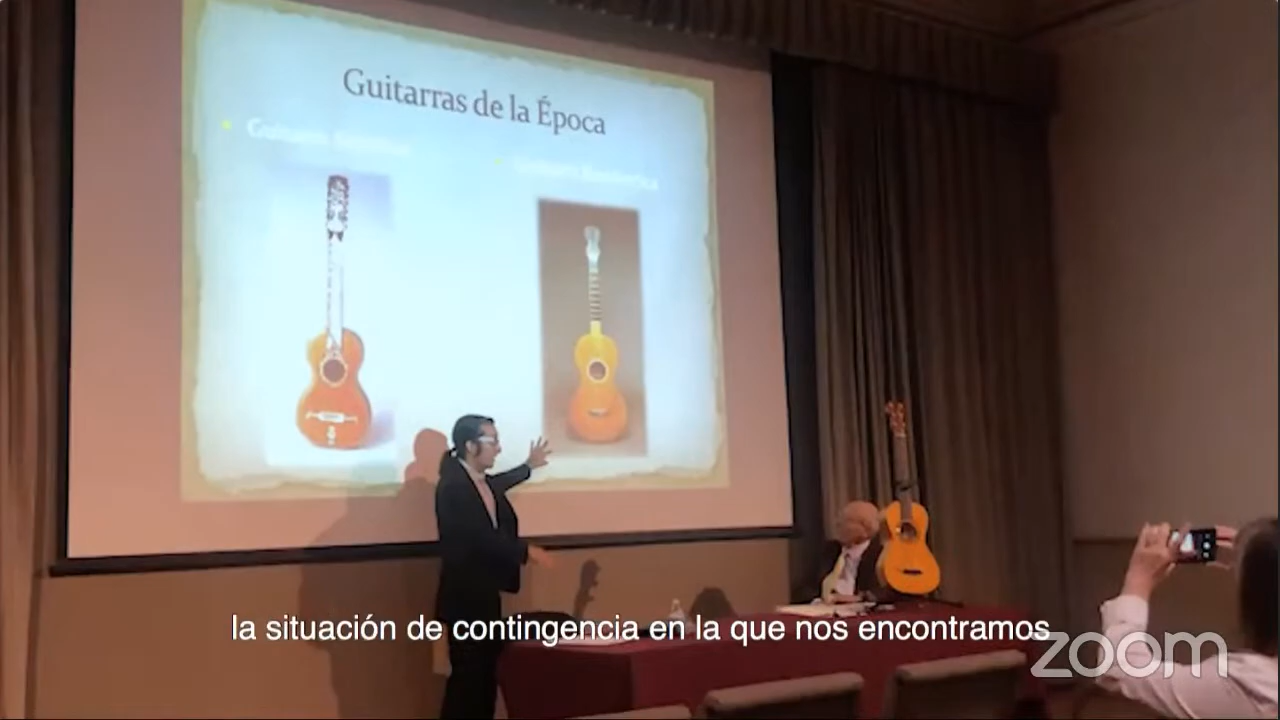 Guitarras de la Época
la situación de contingencia en la que nos encontramos
zoom